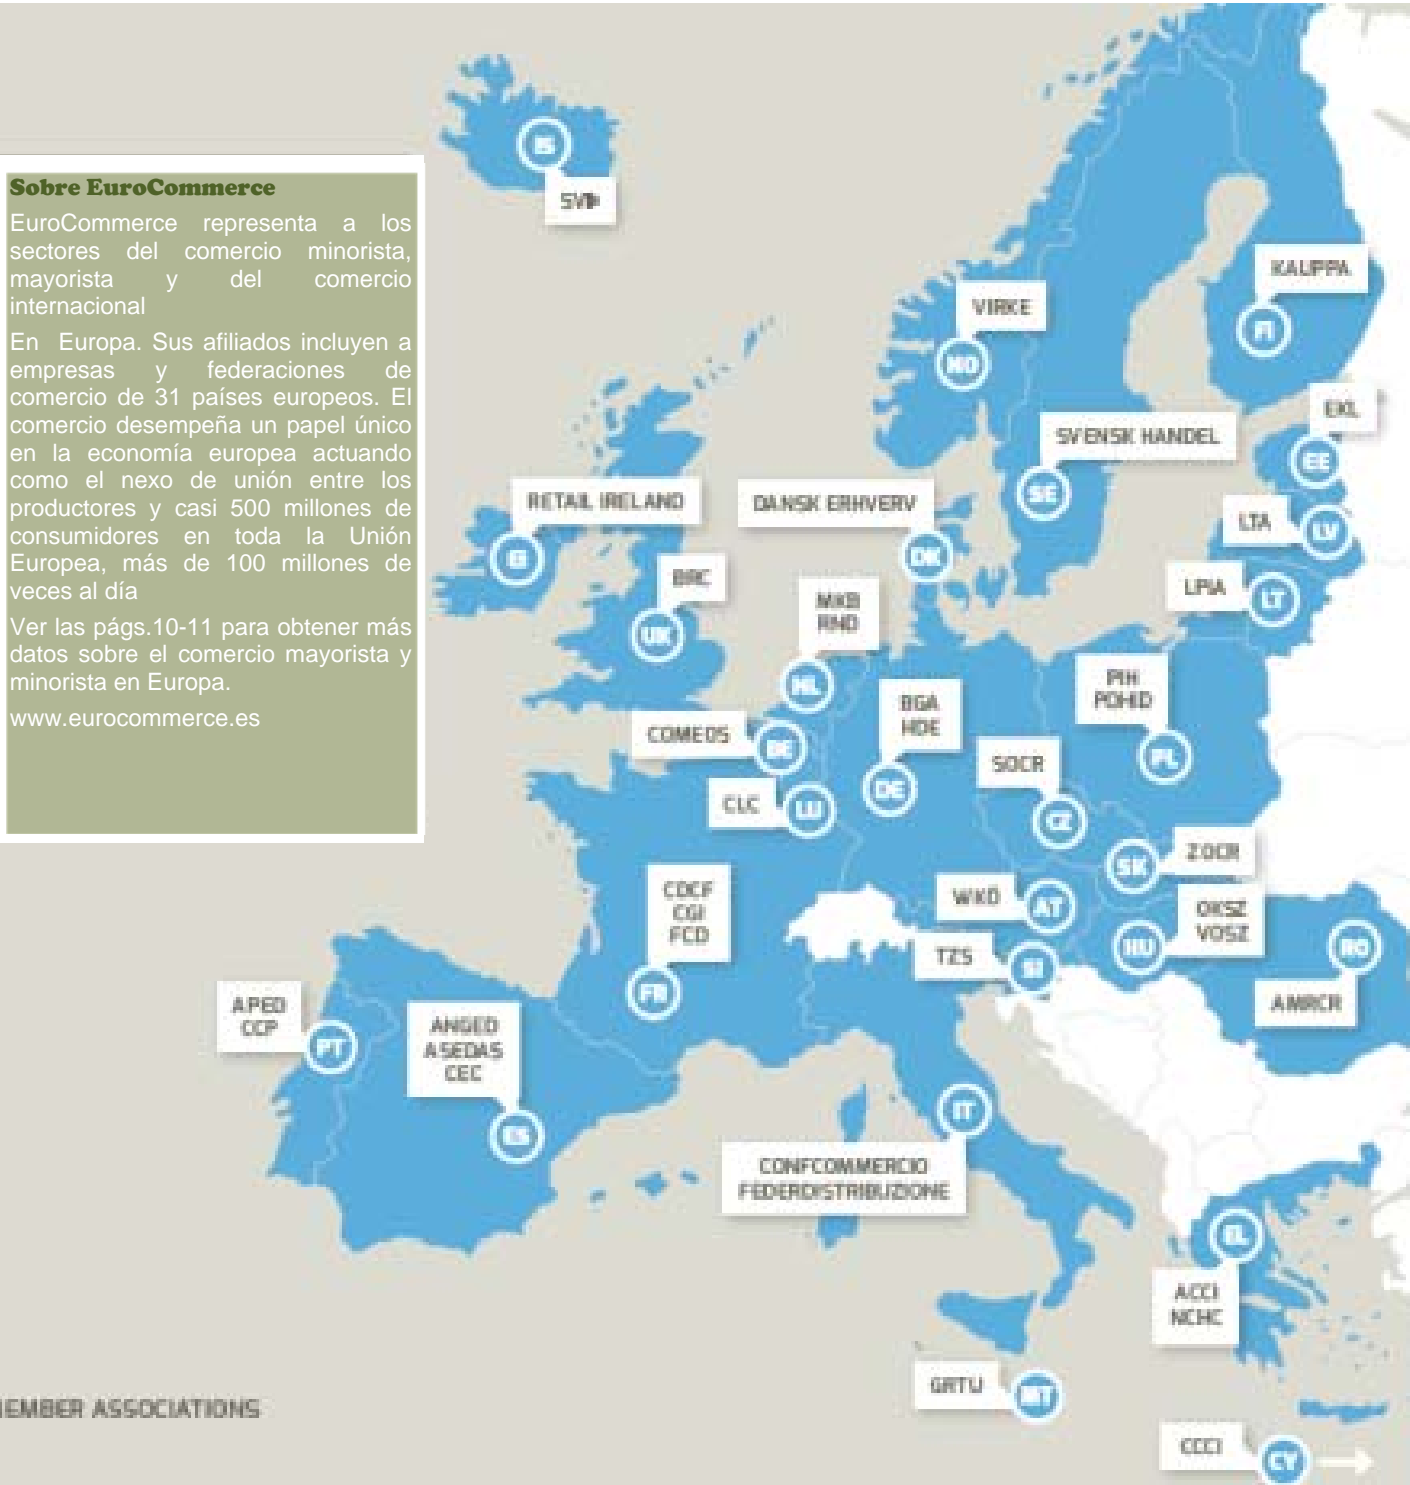 Sobre EuroCommerce
EuroCommerce representa a los
sectores del comercio minorista,
mayorista y del comercio
internacional
En Europa. Sus afiliados incluyen a
empresas y federaciones de
comercio de 31 países europeos. El
comercio desempeña un papel único
en la economía europea actuando
como el nexo de unión entre los
productores y casi 500 millones de
consumidores en toda la Unión
Europea, más de 100 millones de
veces al día
Ver las págs.10-11 para obtener más
datos sobre el comercio mayorista y
minorista en Europa.
www.eurocommerce.es
IS
KAUPPA
FI
VIRKE
NO
EKL
EE
SVENSK HANDEL
SE
RETAIL IRELAND
DANSK ERHVERV
DK
LTA
LV
BRC
UK
LPIA
LT
MKB
RND
NL
BGA
HDE
DE
PIH
POHID
PL
COMEOS
BE
SOCR
CZ
CLC
LU
ZOCR
SK
CDCF
CGI
FCD
FR
WKO
AT
OKSZ
VOSZ
HU
RO
TZS
SI
AMRCR
APED
CCP
PT
ANGED
ASEDAS
CEC
ES
IT
CONFCOMMERCIO
FEDERDISTRIBUZIONE
EL
ACCI
NCHC
GRTU
MT
EMBER ASSOCIATIONS
CCCI
CY